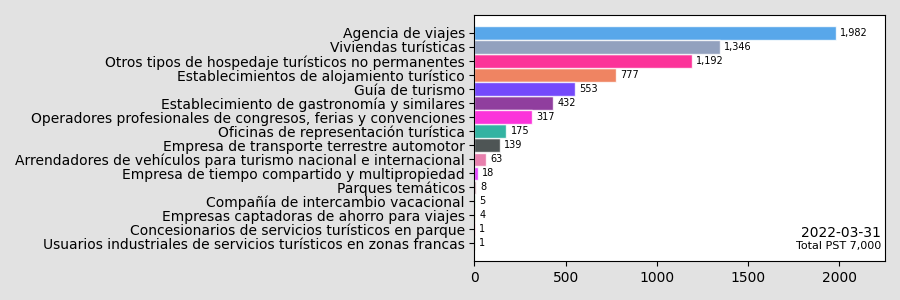 Agencia de viajes 1,982
Viviendas turísticas 1,346
Otros tipos de hospedaje turísticos no permanentes 1,192
Establecimientos de alojamiento turístico 777
Guía de turismo 553
Establecimiento de gastronomía y similares 432
Operadores profesionales de congresos, ferias y convenciones 317
Oficinas de representación turística 175
Empresa de transporte terrestre automotor 139
Arrendadores de vehículos para turismo nacional e internacional 63
Empresa de tiempo compartido y multipropiedad 18
Parques temáticos 8
Compañía de intercambio vacacional 5
Empresas captadoras de ahorro para viajes 4
Concesionarios de servicios turísticos en parque 1
Usuarios industriales de servicios turísticos en zonas francas 1
2022-03-31
Total PST 7,000
0 500 1000 1500 2000